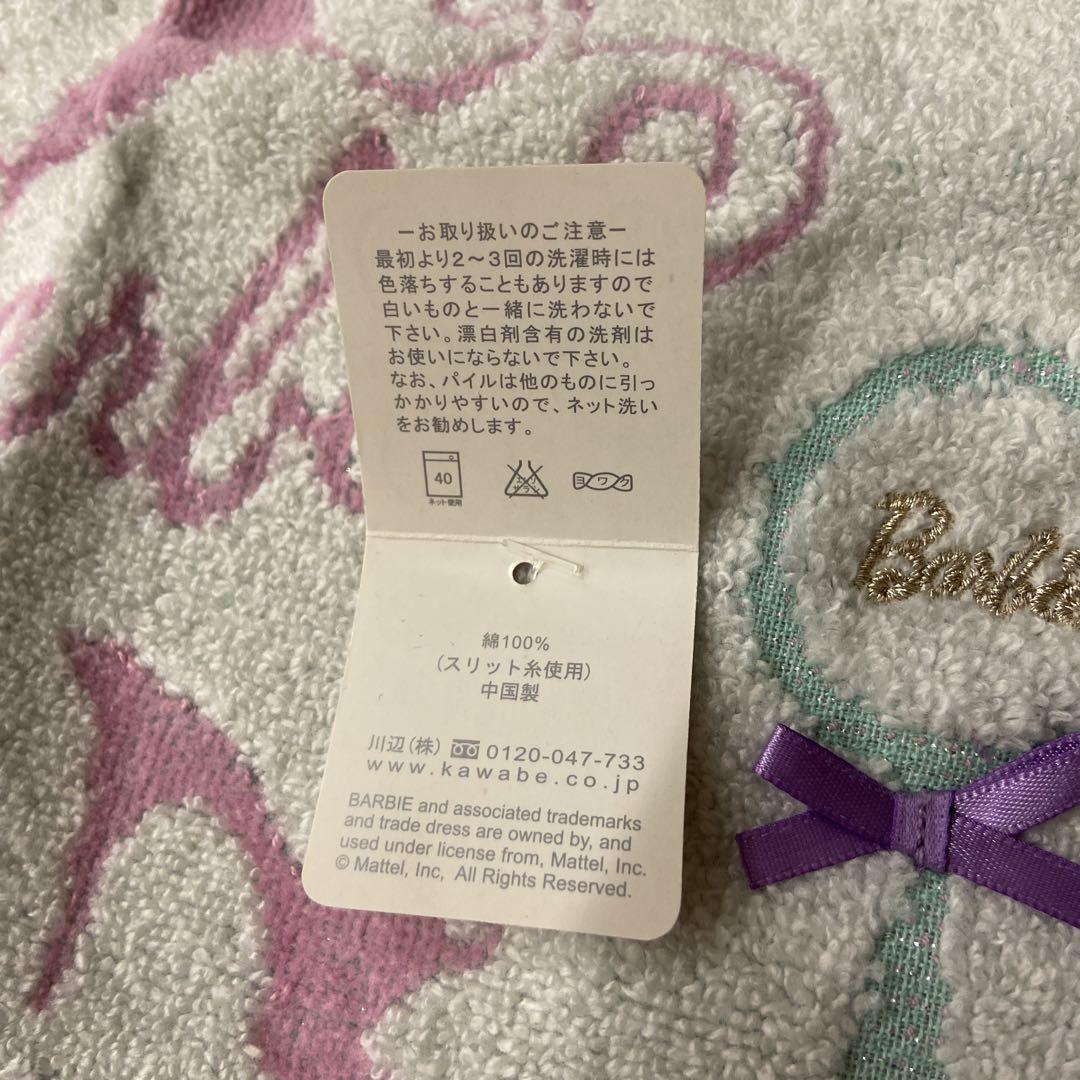 ーお取り扱いのご注意ー
最初より2～3回の洗濯時には
色落ちすることもありますので
白いものと一緒に洗わないで
下さい。漂白剤含有の洗剤は
お使いにならないで下さい。
なお、パイルは他のものに引っ
かかりやすいので、ネット洗い
をお勧めします。
40
ネット使用
エンソ
サラシ
ヨワク
綿100%
(スリット糸使用)
中国製
川辺(株) 0120-047-733
www.kawabe.co.jp
BARBIE and associated trademarks
and trade dress are owned by, and
used under license from, Mattel, Inc.
© Mattel, Inc, All Rights Reserved.
Barbie